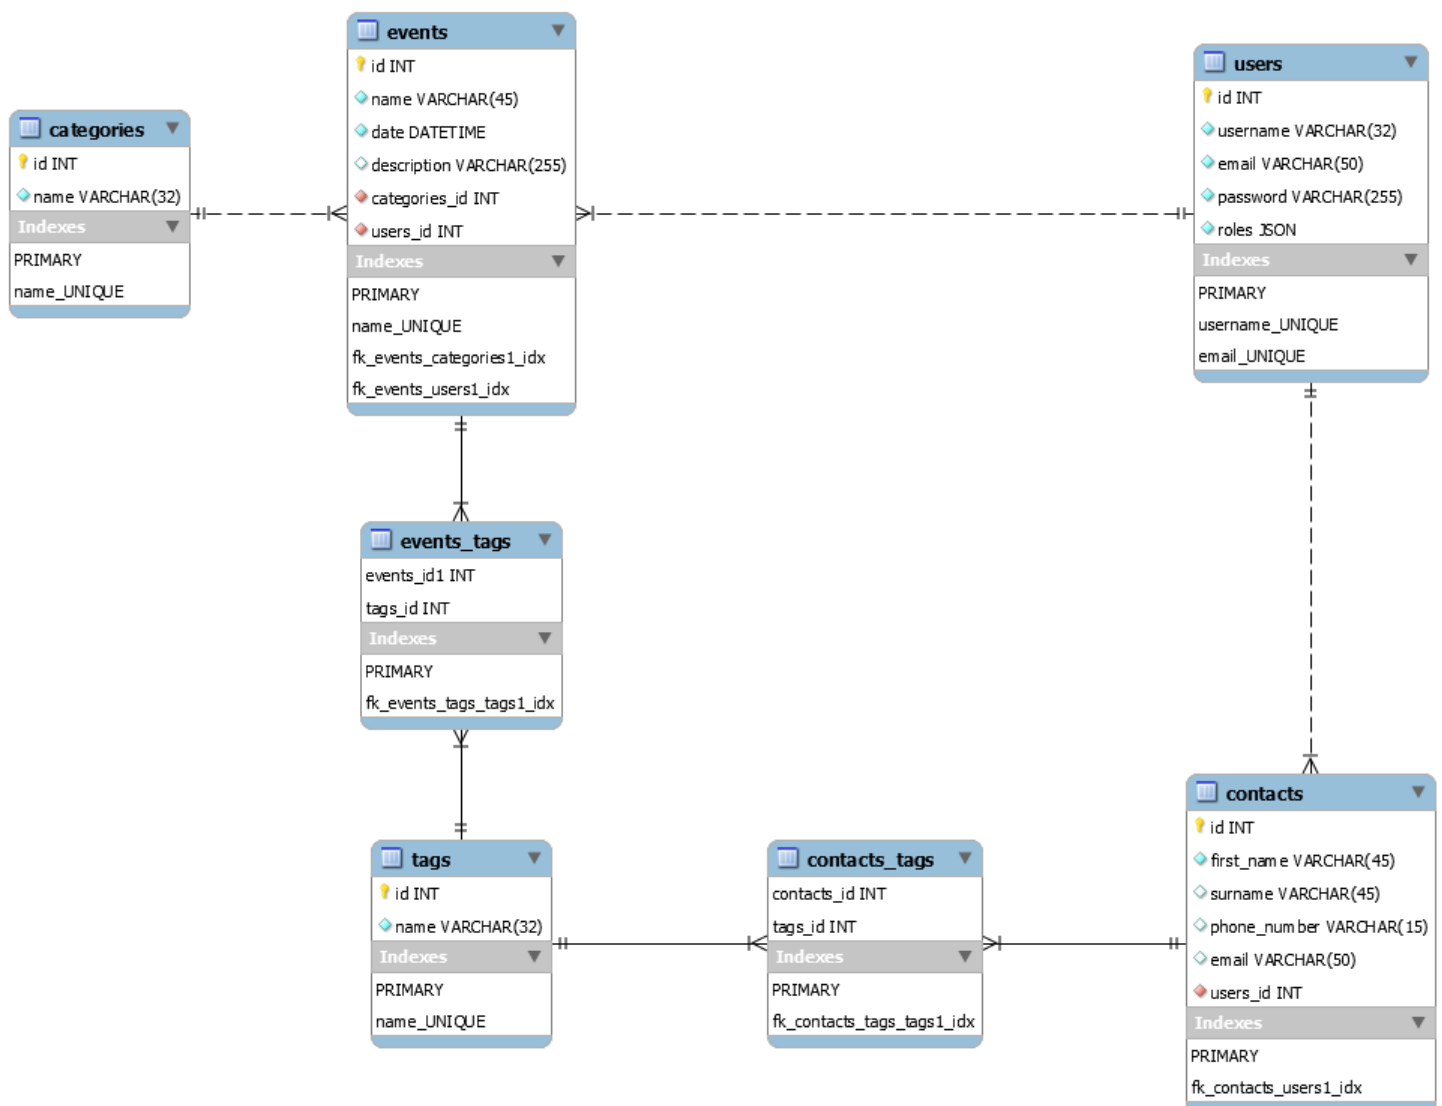 events
id INT
name VARCHAR(45)
date DATETIME
description VARCHAR(255)
categories_id INT
users_id INT
Indexes
PRIMARY
name_UNIQUE
fk_events_categories1_idx
fk_events_users1_idx
users
id INT
username VARCHAR(32)
email VARCHAR(50)
password VARCHAR(255)
roles JSON
Indexes
PRIMARY
username_UNIQUE
email_UNIQUE
categories
id INT
name VARCHAR(32)
Indexes
PRIMARY
name_UNIQUE
events_tags
events_id1 INT
tags_id INT
Indexes
PRIMARY
fk_events_tags_tags1_idx
tags
id INT
name VARCHAR(32)
Indexes
PRIMARY
name_UNIQUE
contacts_tags
contacts_id INT
tags_id INT
Indexes
PRIMARY
fk_contacts_tags_tags1_idx
contacts
id INT
first_name VARCHAR(45)
surname VARCHAR(45)
phone_number VARCHAR(15)
email VARCHAR(50)
users_id INT
Indexes
PRIMARY
fk_contacts_users1_idx